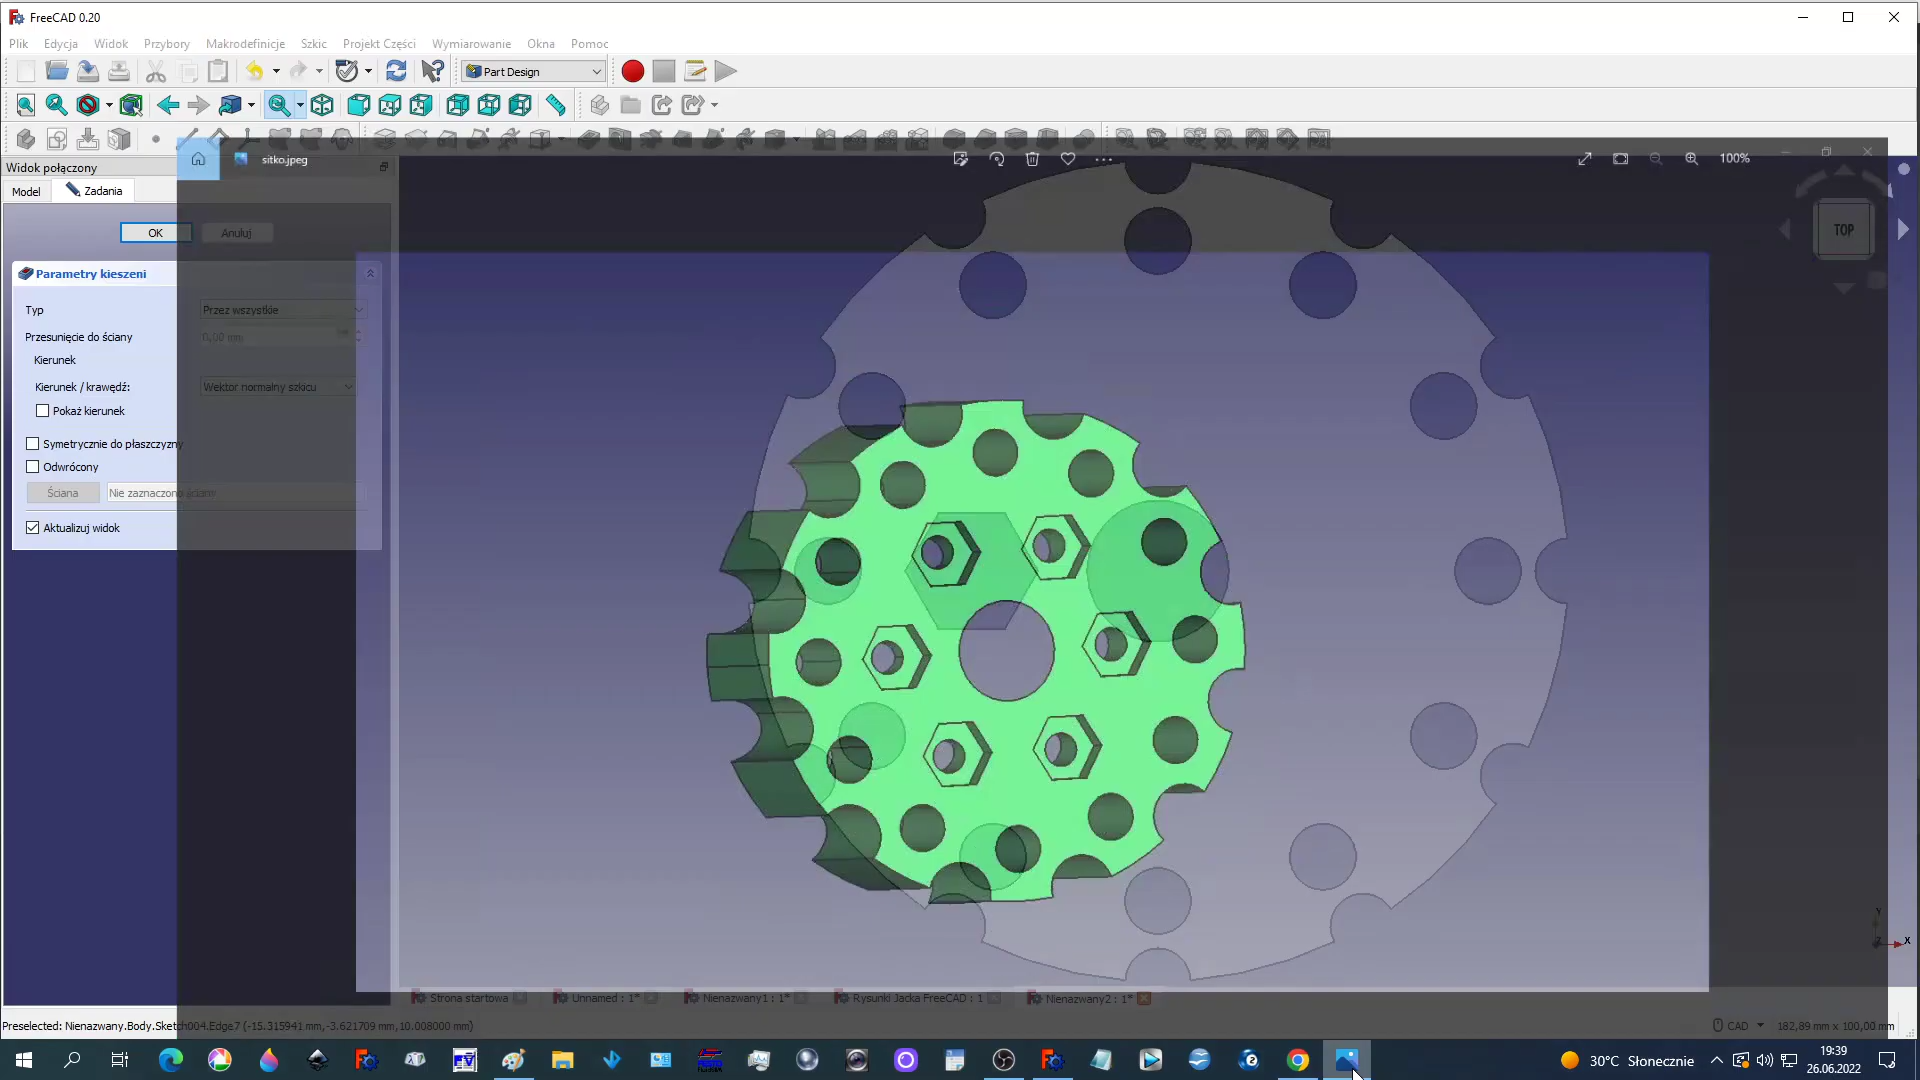 FreeCAD 0.20
Plik Edycja Widok Przybory Makrodefinicje Szkic Projekt Części Wymiarowanie Okna Pomoc
Part Design
Widok połączony
sitko.jpeg
100%
Model Zadania
OK Anuluj
TOP
Parametry kieszeni
Typ Przez wszystkie
Przesunięcie do ściany 0,00 mm
Kierunek
Kierunek / krawędź: Wektor normalny szkicu
Pokaż kierunek
Symetrycznie do płaszczyzny
Odwrócony
Ściana Nie zaznaczono ściany
Aktualizuj widok
Y
Z X
Strona startowa Unnamed : 1* Nienazwany1 : 1* Rysunki Jacka FreeCAD : 1 Nienazwany2 : 1*
Preselected: Nienazwany.Body.Sketch004.Edge7 (-15.315941 mm,-3.621709 mm,10.008000 mm)
CAD 182,89 mm x 100,00 mm
30°C Słonecznie
19:39
26.06.2022